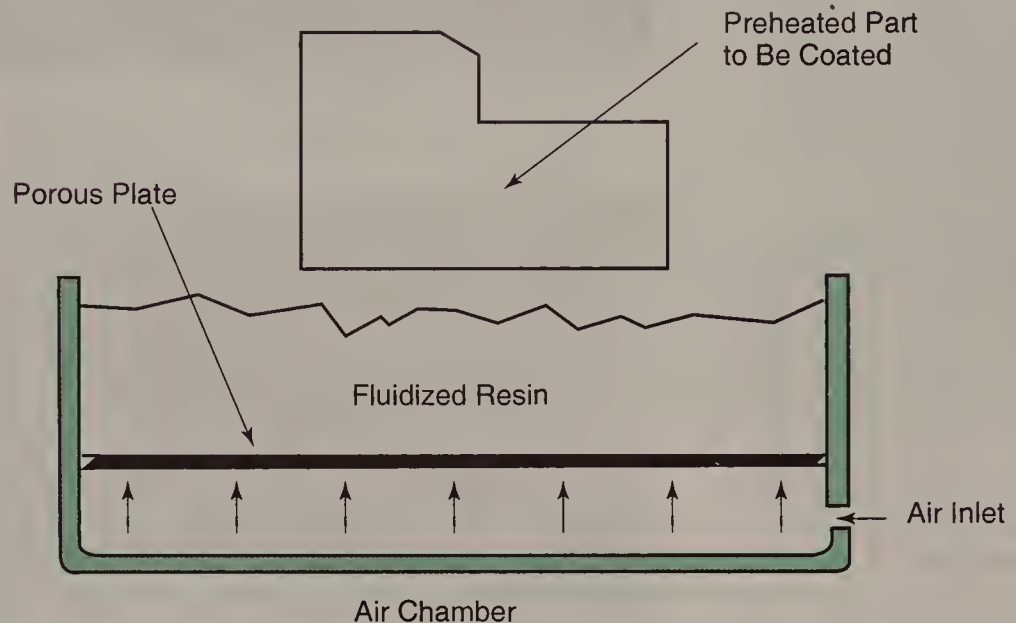 Preheated Part
to Be Coated
Porous Plate
Fluidized Resin
Air Inlet
Air Chamber